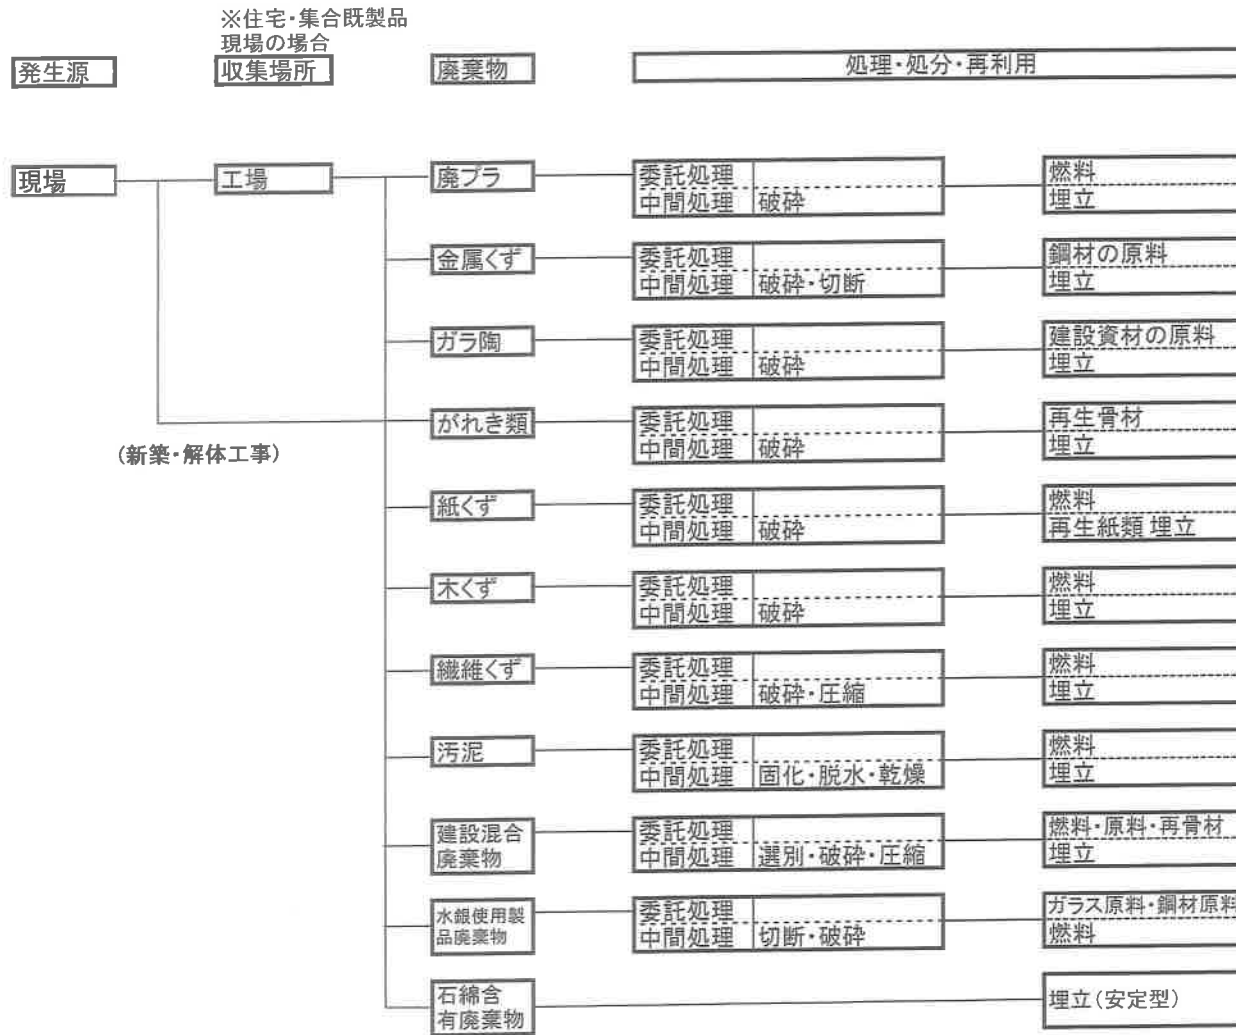 ※住宅・集合既製品
現場の場合
発生源
収集場所
廃棄物
処理・処分・再利用
現場
工場
廃プラ
委託処理
中間処理 破砕
燃料
埋立
金属くず
委託処理
中間処理 破砕・切断
鋼材の原料
埋立
ガラ陶
委託処理
中間処理 破砕
建設資材の原料
埋立
がれき類
委託処理
中間処理 破砕
再生骨材
埋立
(新築・解体工事)
紙くず
委託処理
中間処理 破砕
燃料
再生紙類 埋立
木くず
委託処理
中間処理 破砕
燃料
埋立
繊維くず
委託処理
中間処理 破砕・圧縮
燃料
埋立
汚泥
委託処理
中間処理 固化・脱水・乾燥
燃料
埋立
建設混合
廃棄物
委託処理
中間処理 選別・破砕・圧縮
燃料・原料・再骨材
埋立
水銀使用製
品廃棄物
委託処理
中間処理 切断・破砕
ガラス原料・鋼材原料
燃料
石綿含
有廃棄物
埋立(安定型)